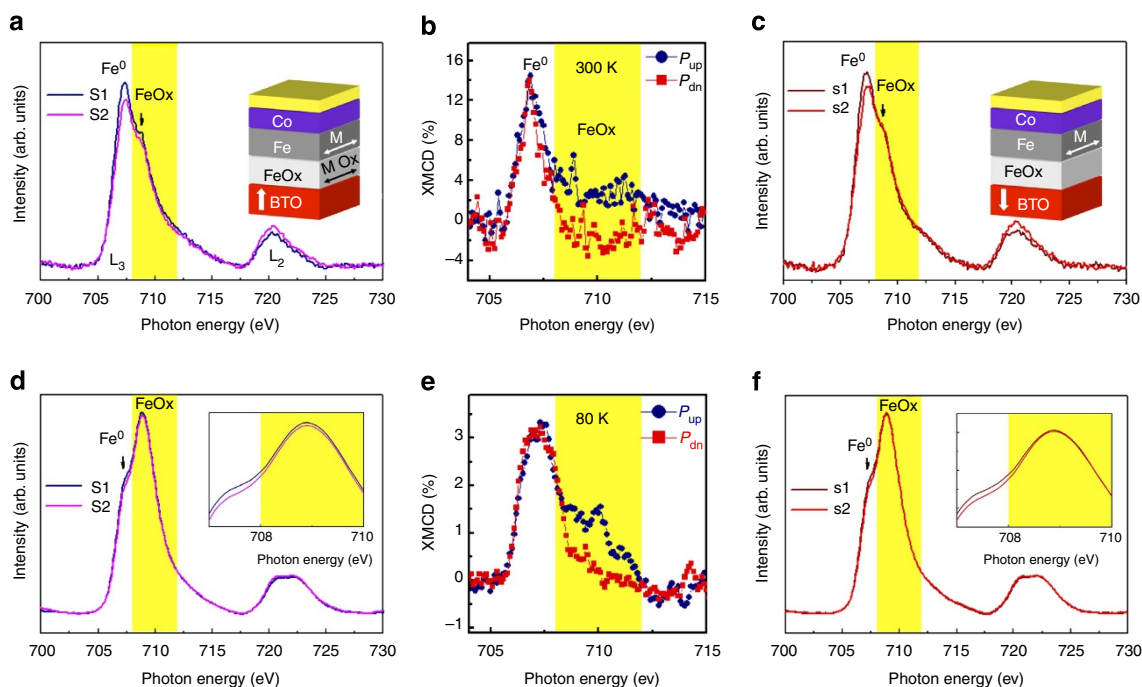 a
Intensity (arb. units)
Fe⁰
S1
S2
FeOx
Co
Fe
M
FeOx
M Ox
BTO
L₃
L₂
700 705 710 715 720 725 730
Photon energy (eV)
b
XMCD (%)
16
12
8
4
0
−4
Fe⁰
300 K
Pup
Pdn
FeOx
705 710 715
Photon energy (ev)
c
Intensity (arb. units)
Fe⁰
s1
s2
FeOx
Co
Fe
M
FeOx
BTO
700 705 710 715 720 725 730
Photon energy (eV)
d
Intensity (arb. units)
FeOx
Fe⁰
S1
S2
708 710
Photon energy (eV)
700 705 710 715 720 725 730
Photon energy (eV)
e
XMCD (%)
3
2
1
0
−1
80 K
Pup
Pdn
705 710 715
Photon energy (ev)
f
Intensity (arb. units)
FeOx
Fe⁰
s1
s2
708 710
Photon energy (eV)
700 705 710 715 720 725 730
Photon energy (eV)